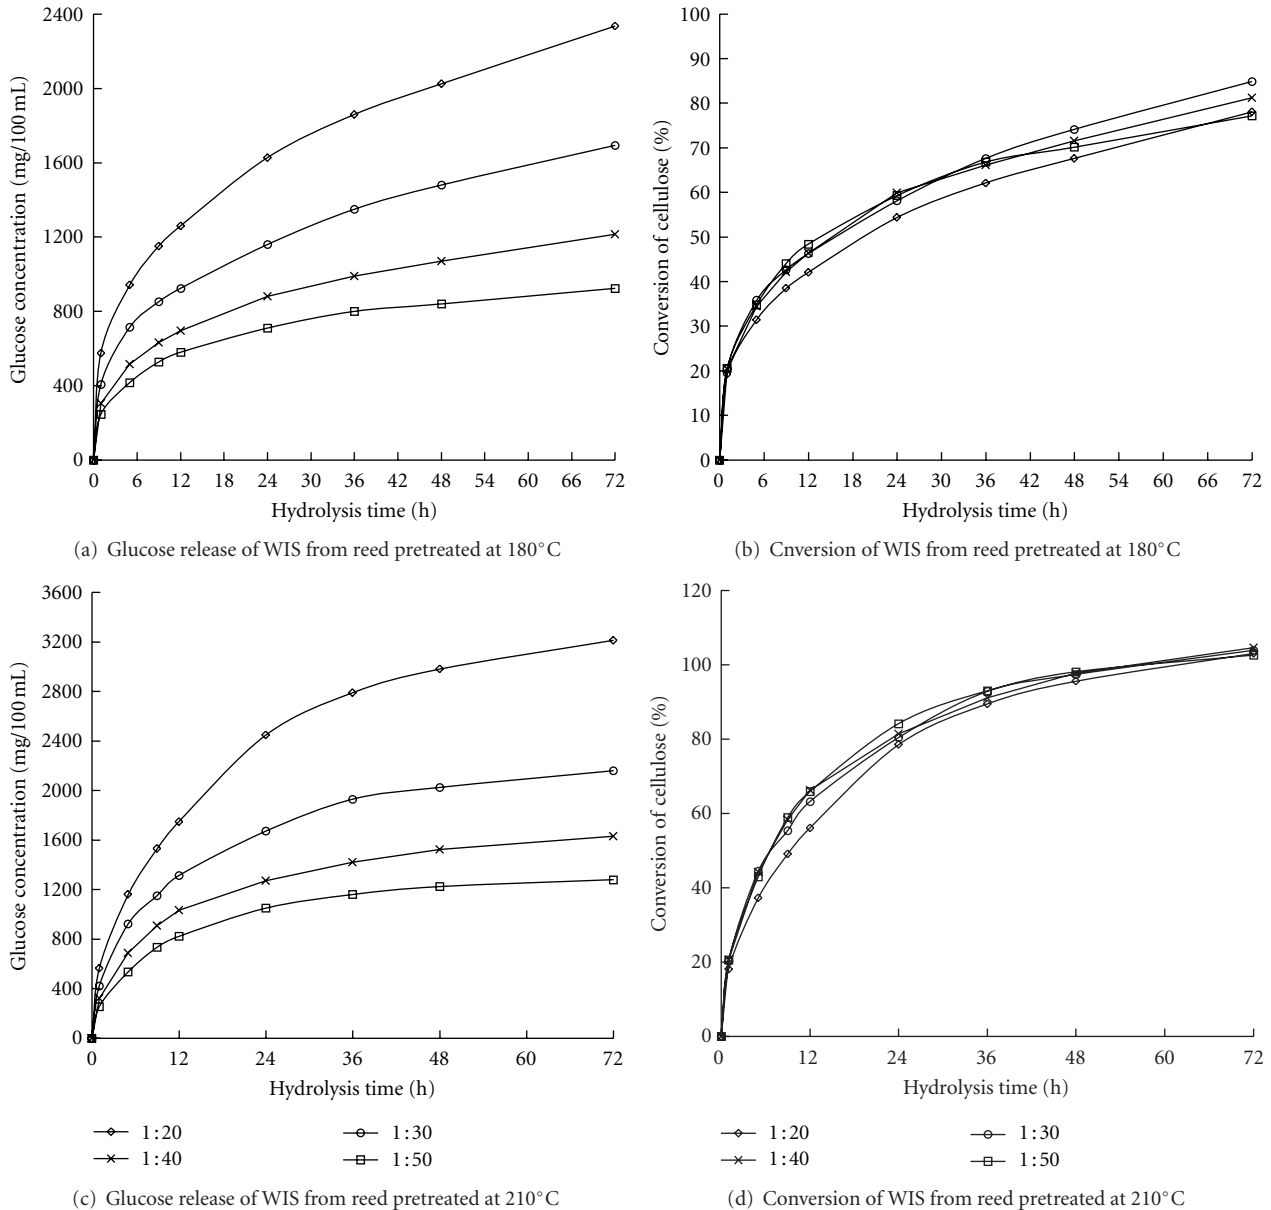 2400
2000
1600
1200
800
400
0
Glucose concentration (mg/100 mL)
0 6 12 18 24 30 36 42 48 54 60 66 72
Hydrolysis time (h)
(a) Glucose release of WIS from reed pretreated at 180°C
100
90
80
70
60
50
40
30
20
10
0
Conversion of cellulose (%)
0 6 12 18 24 30 36 42 48 54 60 66 72
Hydrolysis time (h)
(b) Cnversion of WIS from reed pretreated at 180°C
3600
3200
2800
2400
2000
1600
1200
800
400
0
Glucose concentration (mg/100 mL)
0 12 24 36 48 60 72
Hydrolysis time (h)
1:20 1:30
1:40 1:50
(c) Glucose release of WIS from reed pretreated at 210°C
120
100
80
60
40
20
0
Conversion of cellulose (%)
0 12 24 36 48 60 72
Hydrolysis time (h)
1:20 1:30
1:40 1:50
(d) Conversion of WIS from reed pretreated at 210°C